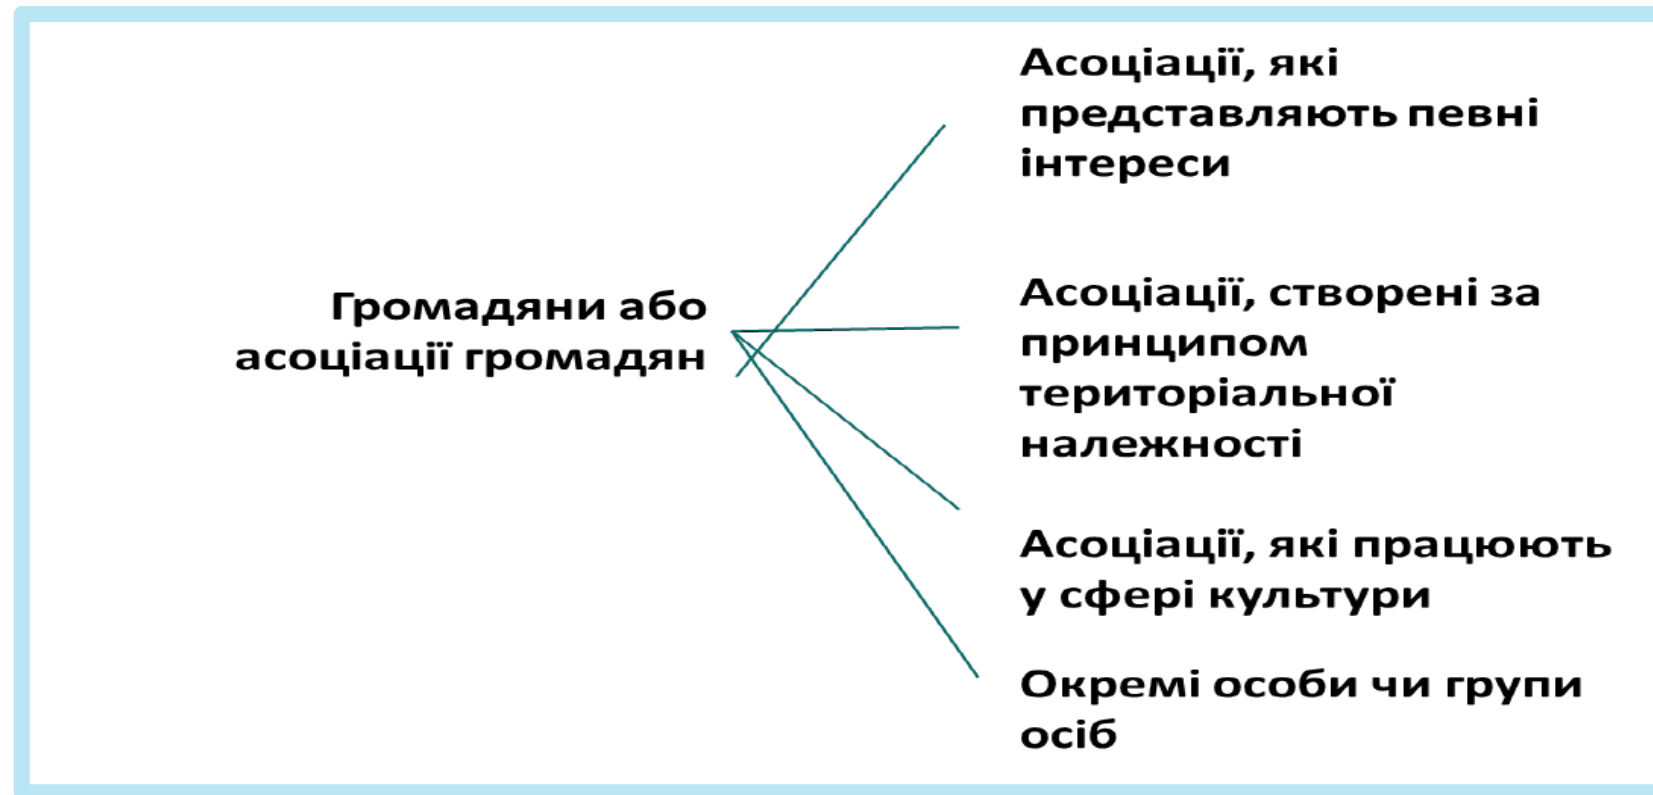 Асоціації, які
представляють певні
інтереси
Громадяни або
асоціації громадян
Асоціації, створені за
принципом
територіальної
належності
Асоціації, які працюють
у сфері культури
Окремі особи чи групи
осіб